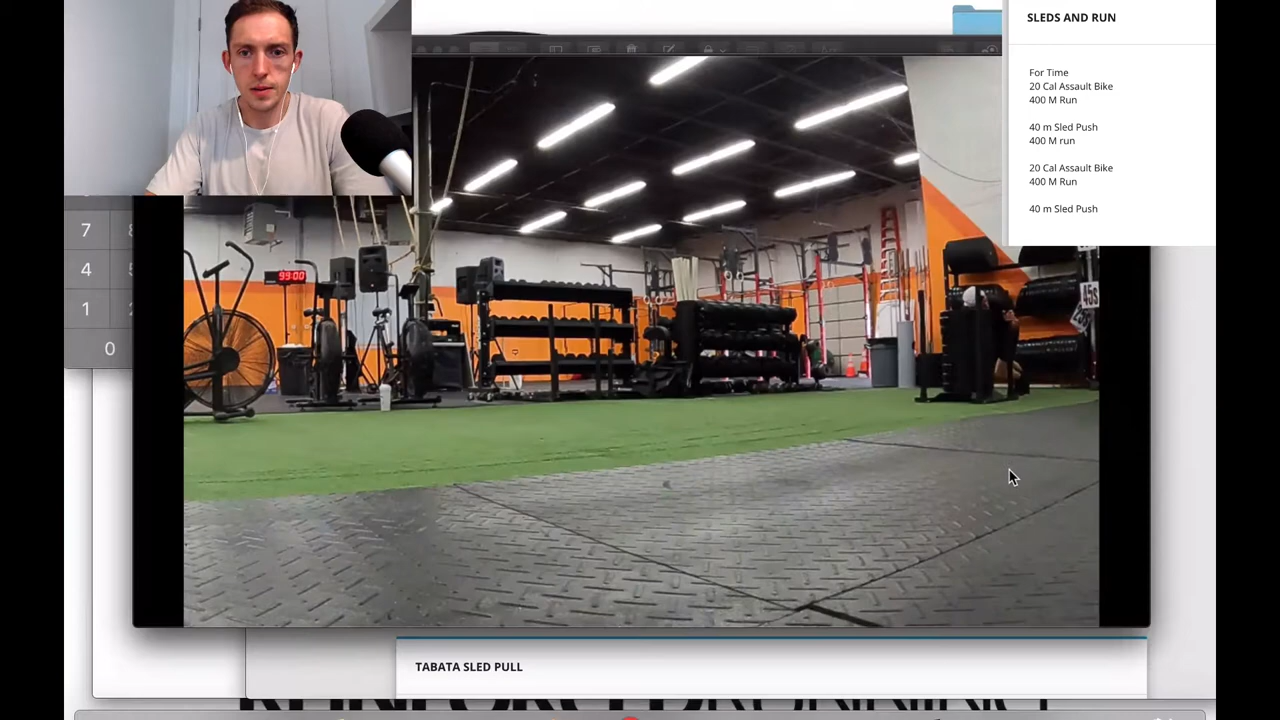 SLEDS AND RUN
For Time
20 Cal Assault Bike
400 M Run
40 m Sled Push
400 M run
20 Cal Assault Bike
400 M Run
40 m Sled Push
7
4
1
0
99:00
45s
TABATA SLED PULL